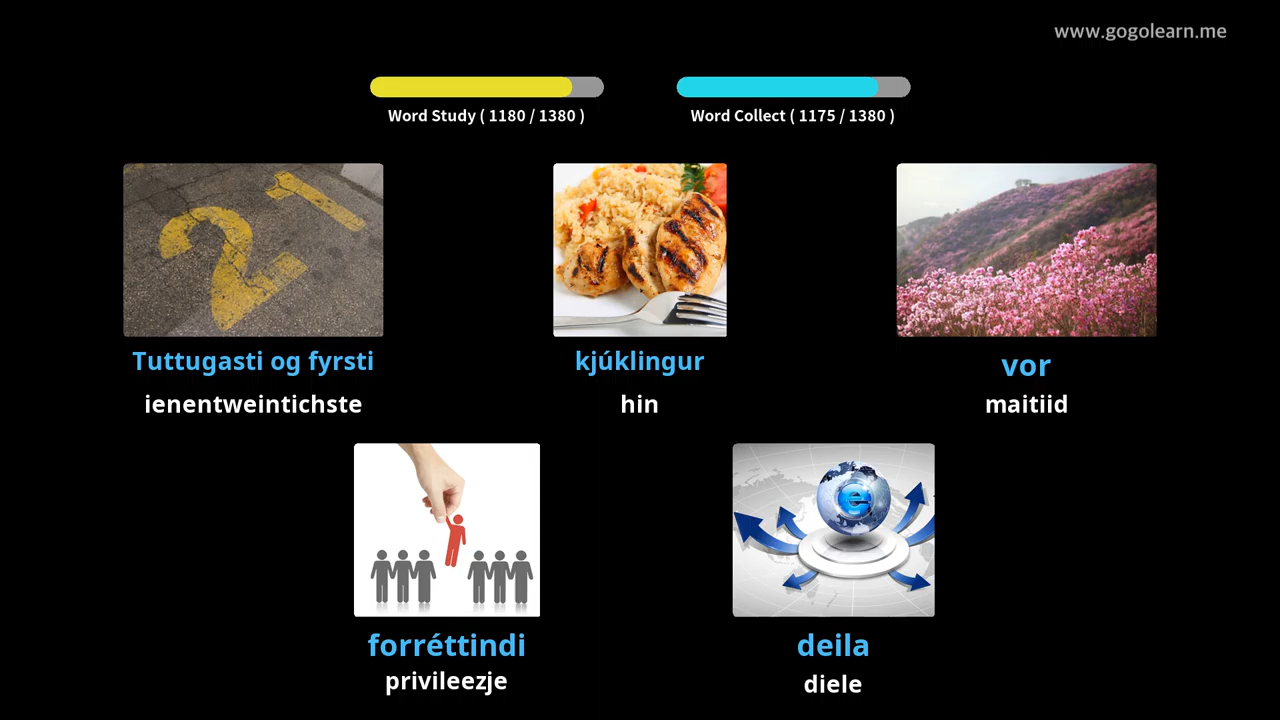 www.gogolearn.me
Word Study ( 1180 / 1380 )
Word Collect ( 1175 / 1380 )
21
Tuttugasti og fyrsti
kjúklingur
vor
ienentweintichste
hin
maitiid
e
forréttindi
deila
privileezje
diele